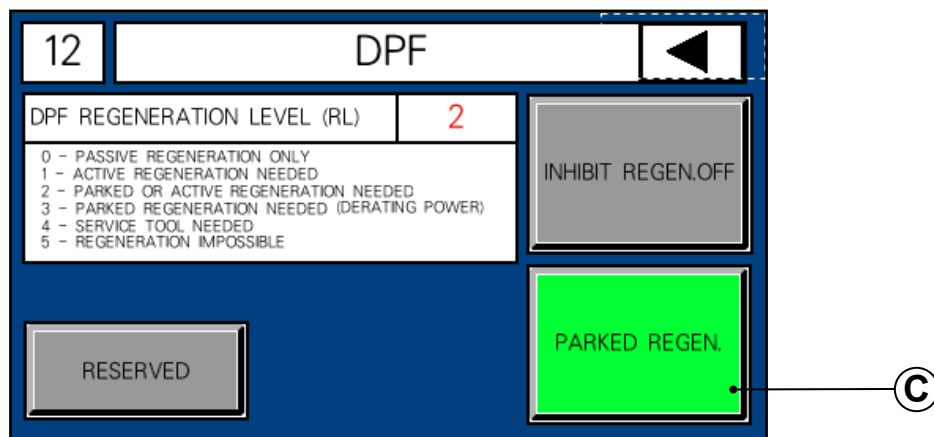 12
DPF
DPF REGENERATION LEVEL (RL)
2
0 - PASSIVE REGENERATION ONLY
1 - ACTIVE REGENERATION NEEDED
2 - PARKED OR ACTIVE REGENERATION NEEDED
3 - PARKED REGENERATION NEEDED (DERATING POWER)
4 - SERVICE TOOL NEEDED
5 - REGENERATION IMPOSSIBLE
INHIBIT REGEN.OFF
PARKED REGEN.
RESERVED
C